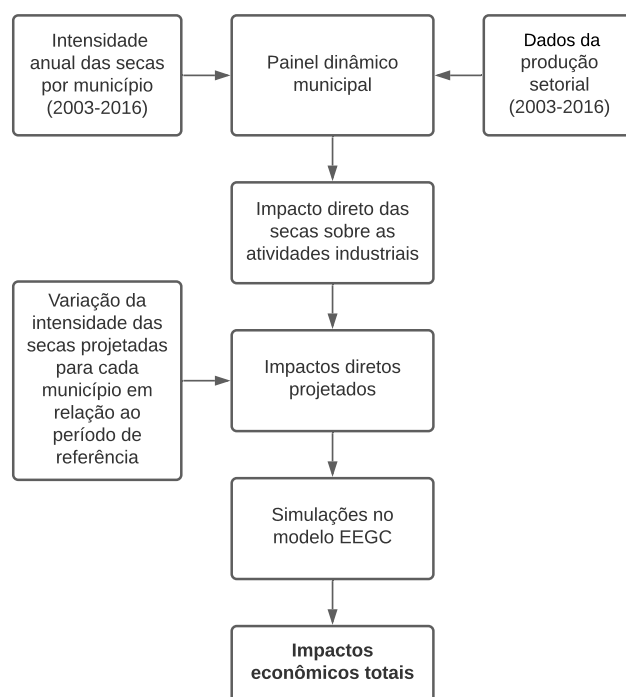 Intensidade
anual das secas
por município
(2003-2016)
Painel dinâmico
municipal
Dados da
produção
setorial
(2003-2016)
Impacto direto das
secas sobre as
atividades industriais
Variação da
intensidade das
secas projetadas
para cada
município em
relação ao
período de
referência
Impactos diretos
projetados
Simulações no
modelo EEGC
Impactos
econômicos totais